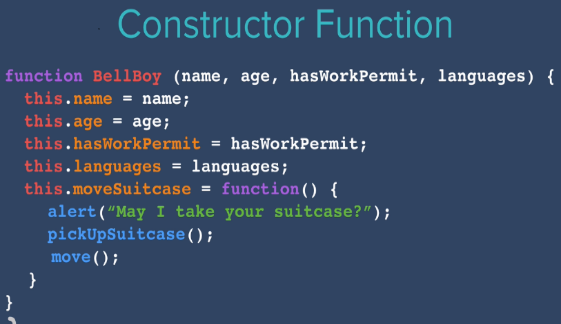 Constructor Function
function BellBoy (name, age, hasWorkPermit, languages) {
this.name = name;
this.age = age;
this.hasWorkPermit = hasWorkPermit;
this.languages = languages;
this.moveSuitcase = function() {
alert(“May I take your suitcase?”);
pickUpSuitcase();
move();
}
}